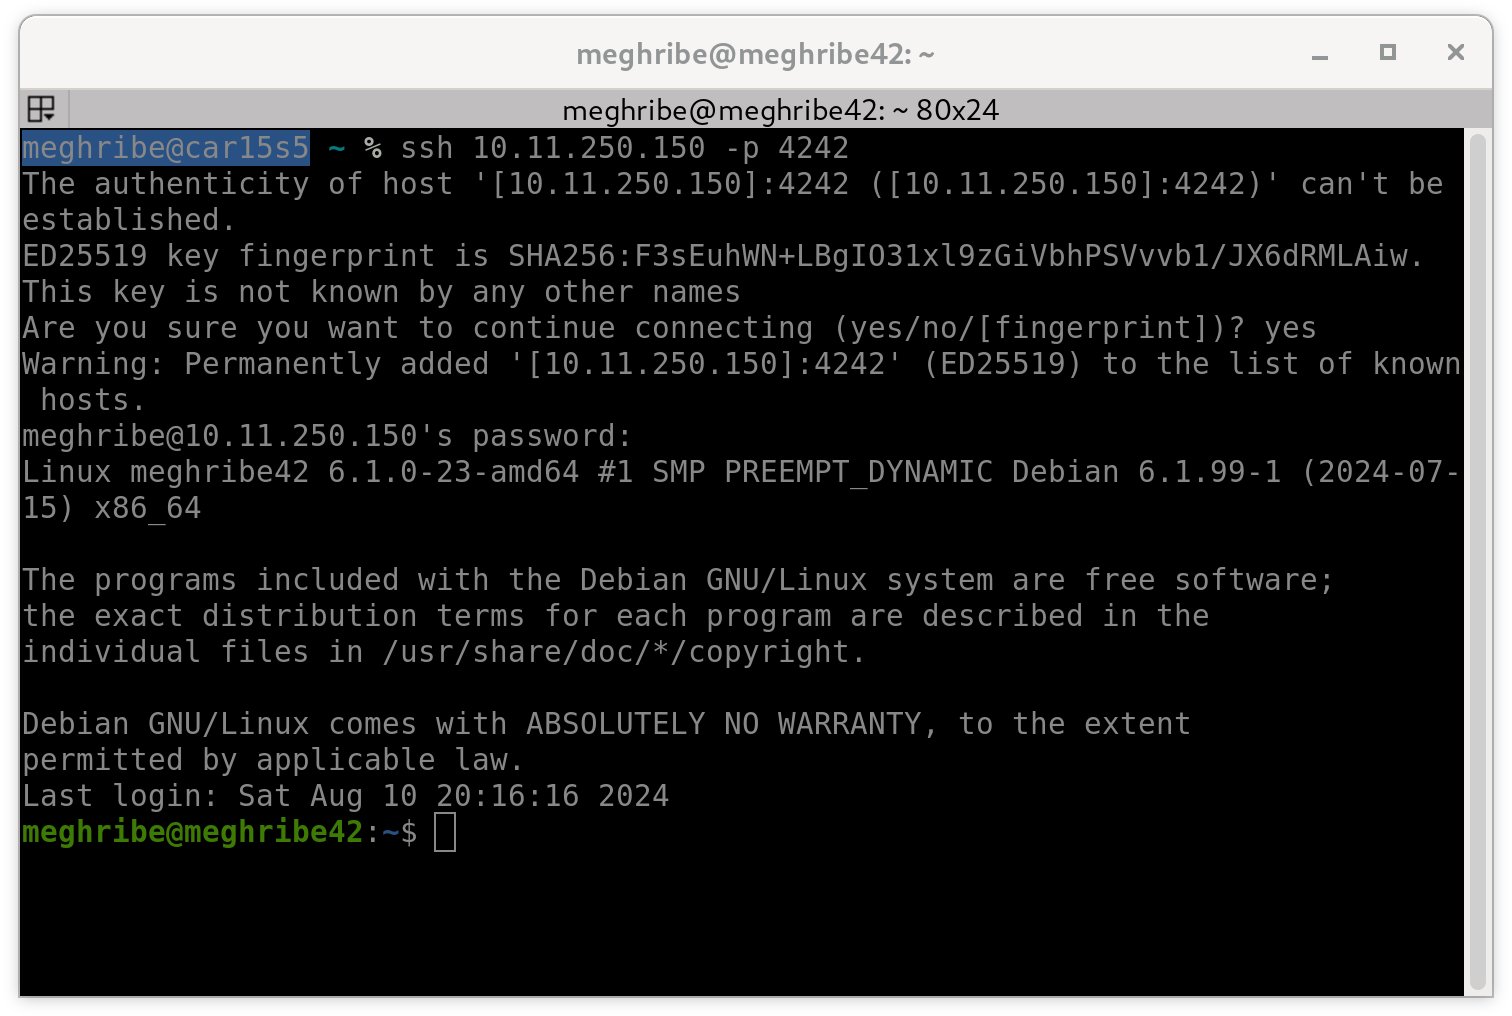 meghribe@meghribe42: ~
meghribe@meghribe42: ~ 80x24
meghribe@car15s5 ~ % ssh 10.11.250.150 -p 4242
The authenticity of host '[10.11.250.150]:4242 ([10.11.250.150]:4242)' can't be
established.
ED25519 key fingerprint is SHA256:F3sEuhWN+LBgIO31xl9zGiVbhPSVvvb1/JX6dRMLAiw.
This key is not known by any other names
Are you sure you want to continue connecting (yes/no/[fingerprint])? yes
Warning: Permanently added '[10.11.250.150]:4242' (ED25519) to the list of known
 hosts.
meghribe@10.11.250.150's password:
Linux meghribe42 6.1.0-23-amd64 #1 SMP PREEMPT_DYNAMIC Debian 6.1.99-1 (2024-07-
15) x86_64
The programs included with the Debian GNU/Linux system are free software;
the exact distribution terms for each program are described in the
individual files in /usr/share/doc/*/copyright.
Debian GNU/Linux comes with ABSOLUTELY NO WARRANTY, to the extent
permitted by applicable law.
Last login: Sat Aug 10 20:16:16 2024
meghribe@meghribe42:~$